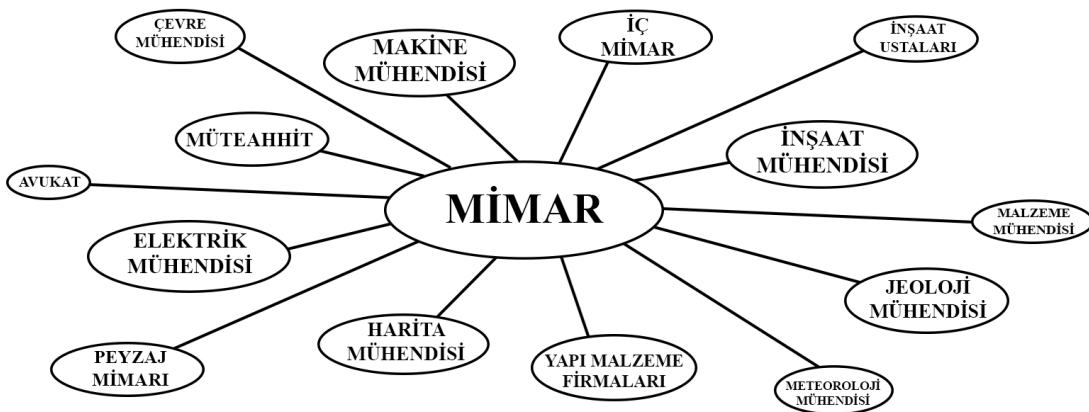 ÇEVRE
MÜHENDİSİ
MAKİNE
MÜHENDİSİ
İÇ
MİMAR
İNŞAAT
USTALARI
MÜTEAHHİT
İNŞAAT
MÜHENDİSİ
AVUKAT
MİMAR
MALZEME
MÜHENDİSİ
ELEKTRİK
MÜHENDİSİ
JEOLOJİ
MÜHENDİSİ
HARİTA
MÜHENDİSİ
PEYZAJ
MİMARI
YAPI MALZEME
FİRMALARI
METEOROLOJİ
MÜHENDİSİ